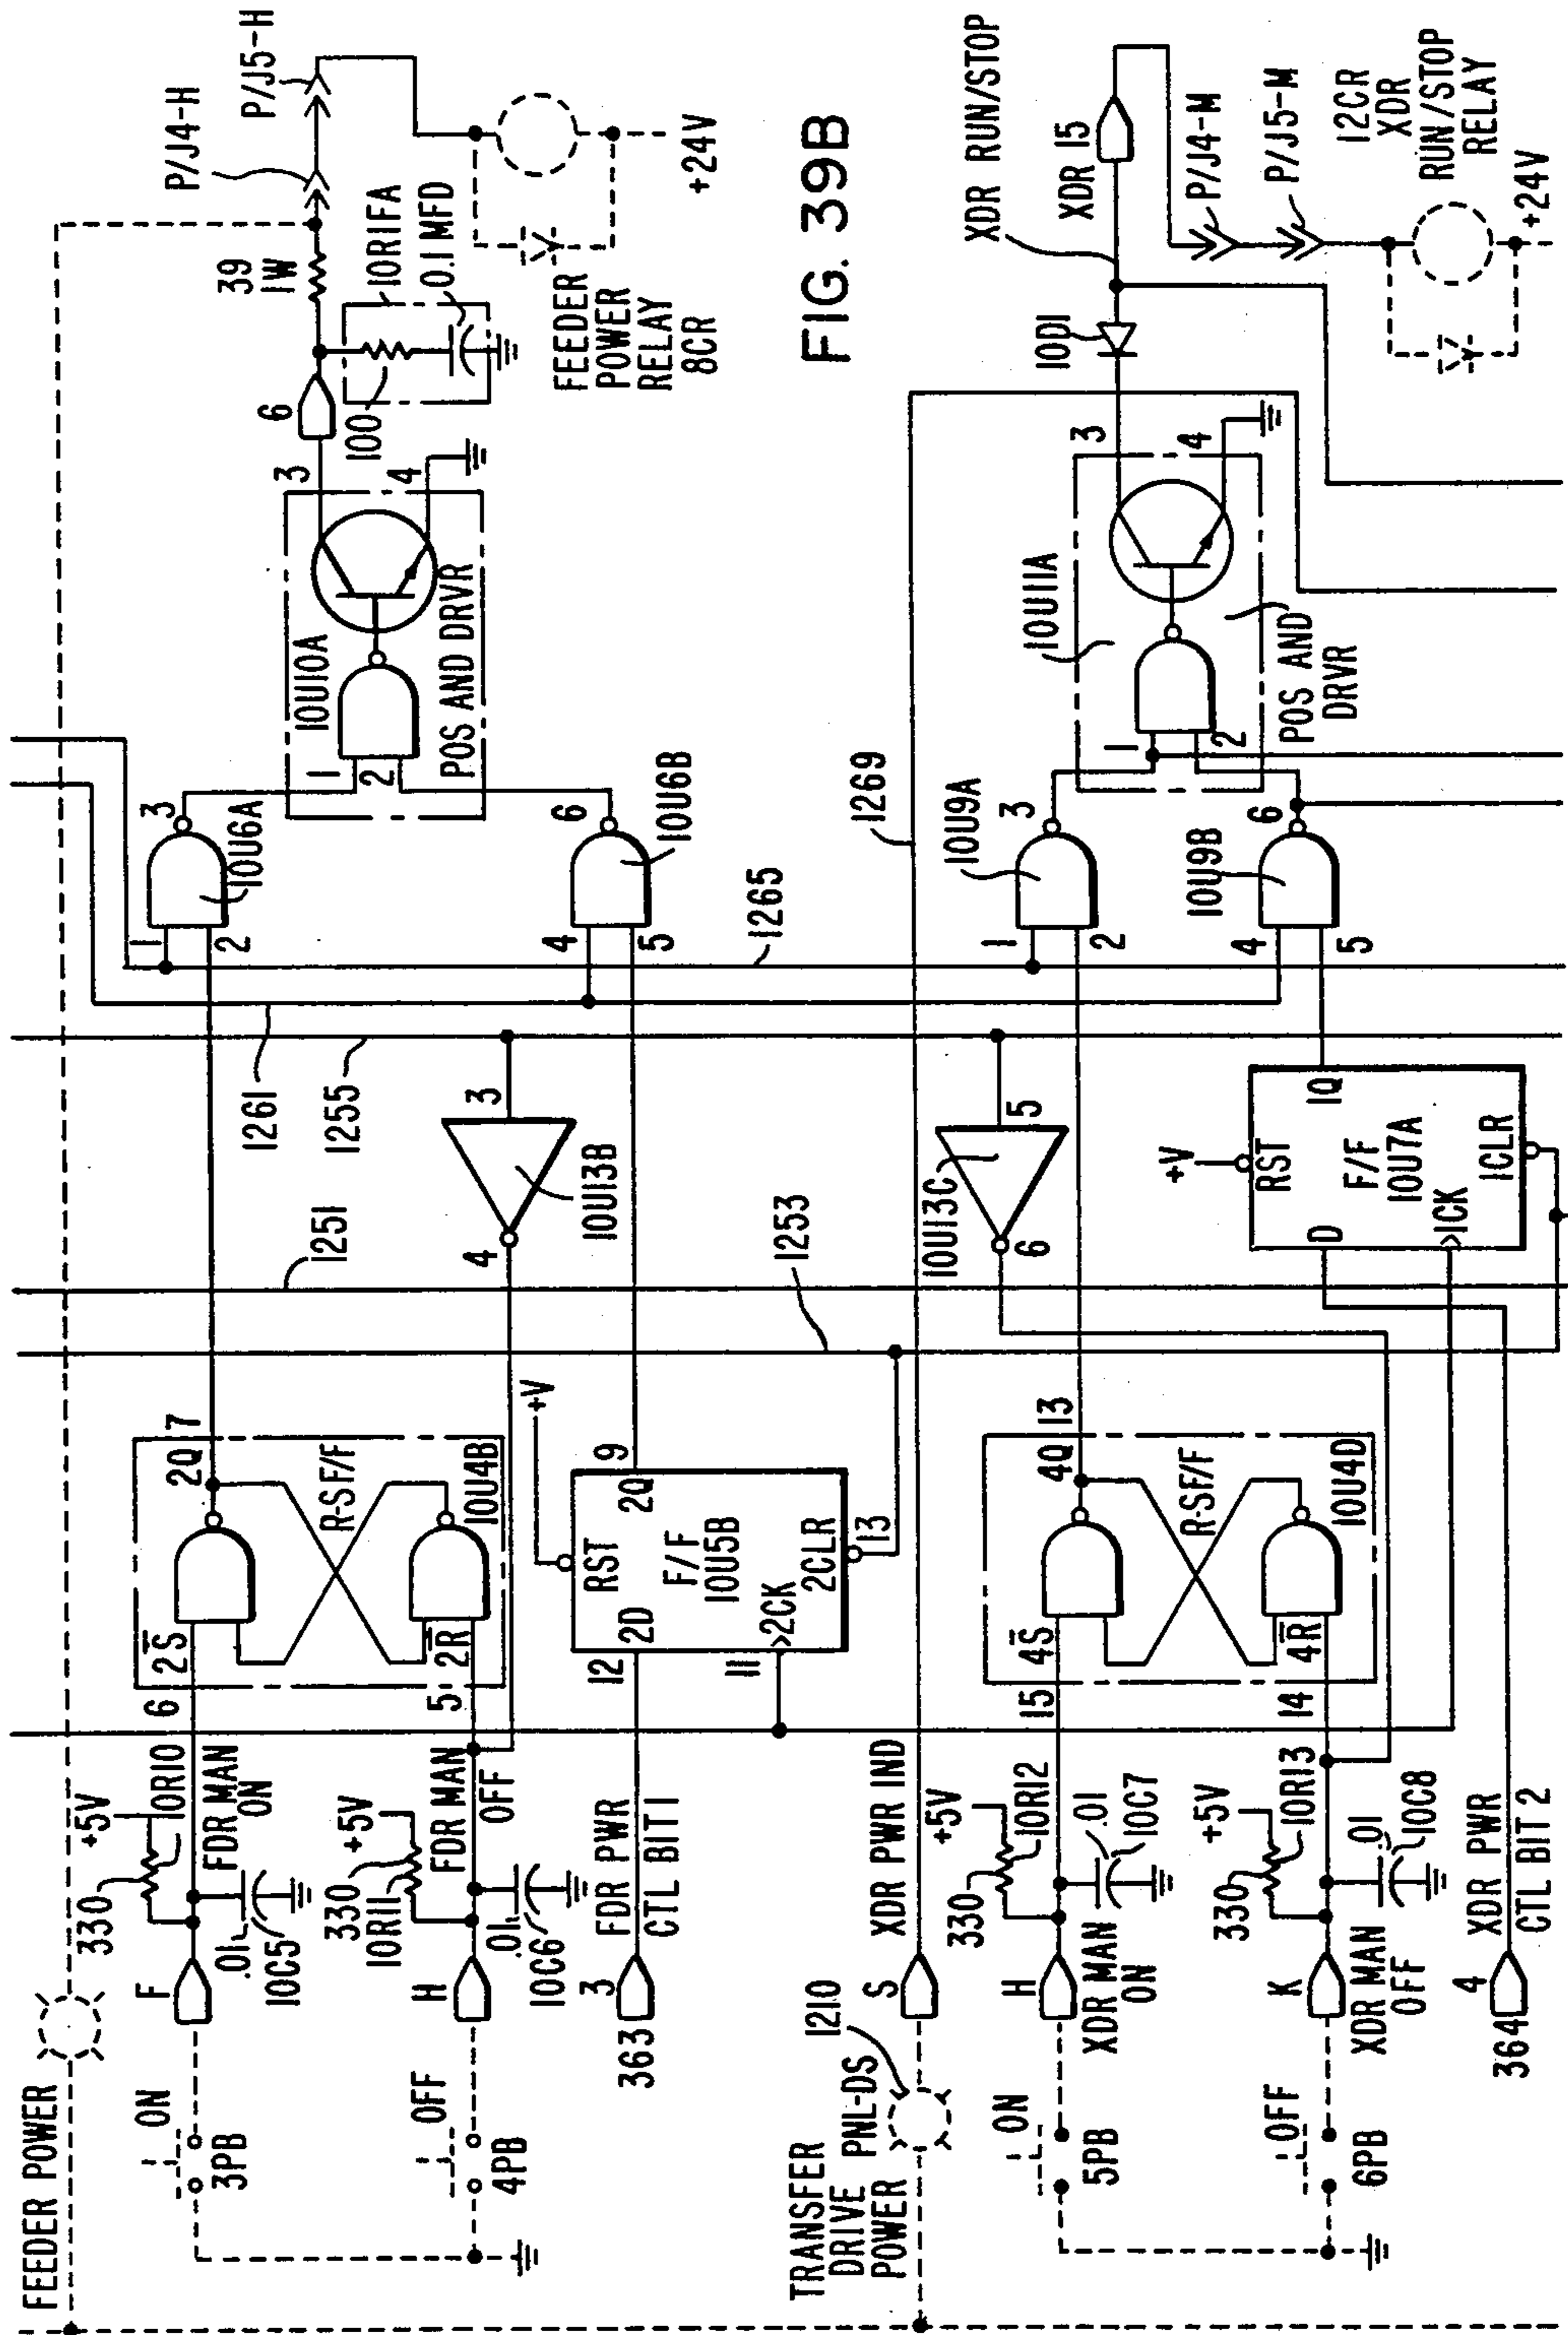 FEEDER POWER
ON
3PB
OFF
4PB
F
330
+5V
10R10
FDR MAN
ON
.01
10C5
H
330
10R11
+5V
FDR MAN
OFF
.01
10C6
3
363
FDR PWR
CTL BIT 1
6
2S̅
2Q
7
R-SF/F
5
2R̅
10U4B
+V
12
2D
RST
2Q
9
F/F
10U5B
11
2CK
2CLR
13
1251
1253
1255
1261
1265
3
4
10U13B
1
2
3
10U6A
4
5
6
10U6B
10U10A
1
2
POS AND DRVR
3
4
6
100
39
1W
10R1FA
0.1 MFD
P/J4-H
P/J5-H
FEEDER
POWER
RELAY
8CR
+24V
FIG. 39B
TRANSFER
DRIVE
POWER
PNL-DS
1210
S
XDR PWR IND
ON
5PB
OFF
6PB
H
XDR MAN
ON
330
+5V
10R12
.01
10C7
K
XDR MAN
OFF
330
+5V
10R13
.01
10C8
4
364
XDR PWR
CTL BIT 2
15
4S̅
4Q
13
R-SF/F
14
4R̅
10U4D
5
6
10U13C
+V
RST
D
1Q
F/F
10U7A
1CK
1CLR
1269
1
2
3
10U9A
4
5
6
10U9B
10U11A
1
2
POS AND
DRVR
3
4
10D1
XDR RUN/STOP
XDR 15
P/J4-M
P/J5-M
12CR
XDR
RUN/STOP
RELAY
+24V